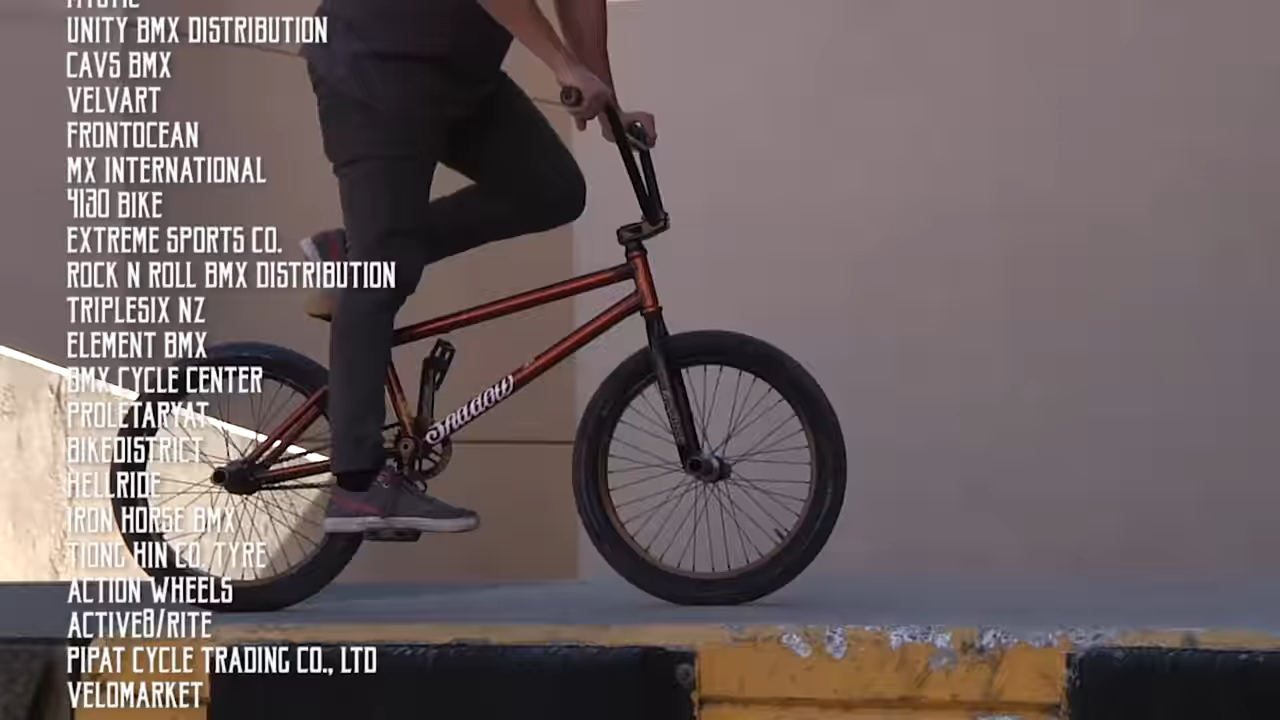 UNITY BMX DISTRIBUTION
CAVS BMX
VELVART
FRONTOCEAN
MX INTERNATIONAL
4130 BIKE
EXTREME SPORTS CO.
ROCK N ROLL BMX DISTRIBUTION
TRIPLESIX NZ
ELEMENT BMX
BMX CYCLE CENTER
PROLETARYAT
BIKEDISTRICT
HELLRIDE
IRON HORSE BMX
TIONG HIN CO. TYRE
ACTION WHEELS
ACTIVE8/RITE
PIPAT CYCLE TRADING CO., LTD
VELOMARKET
Shadow